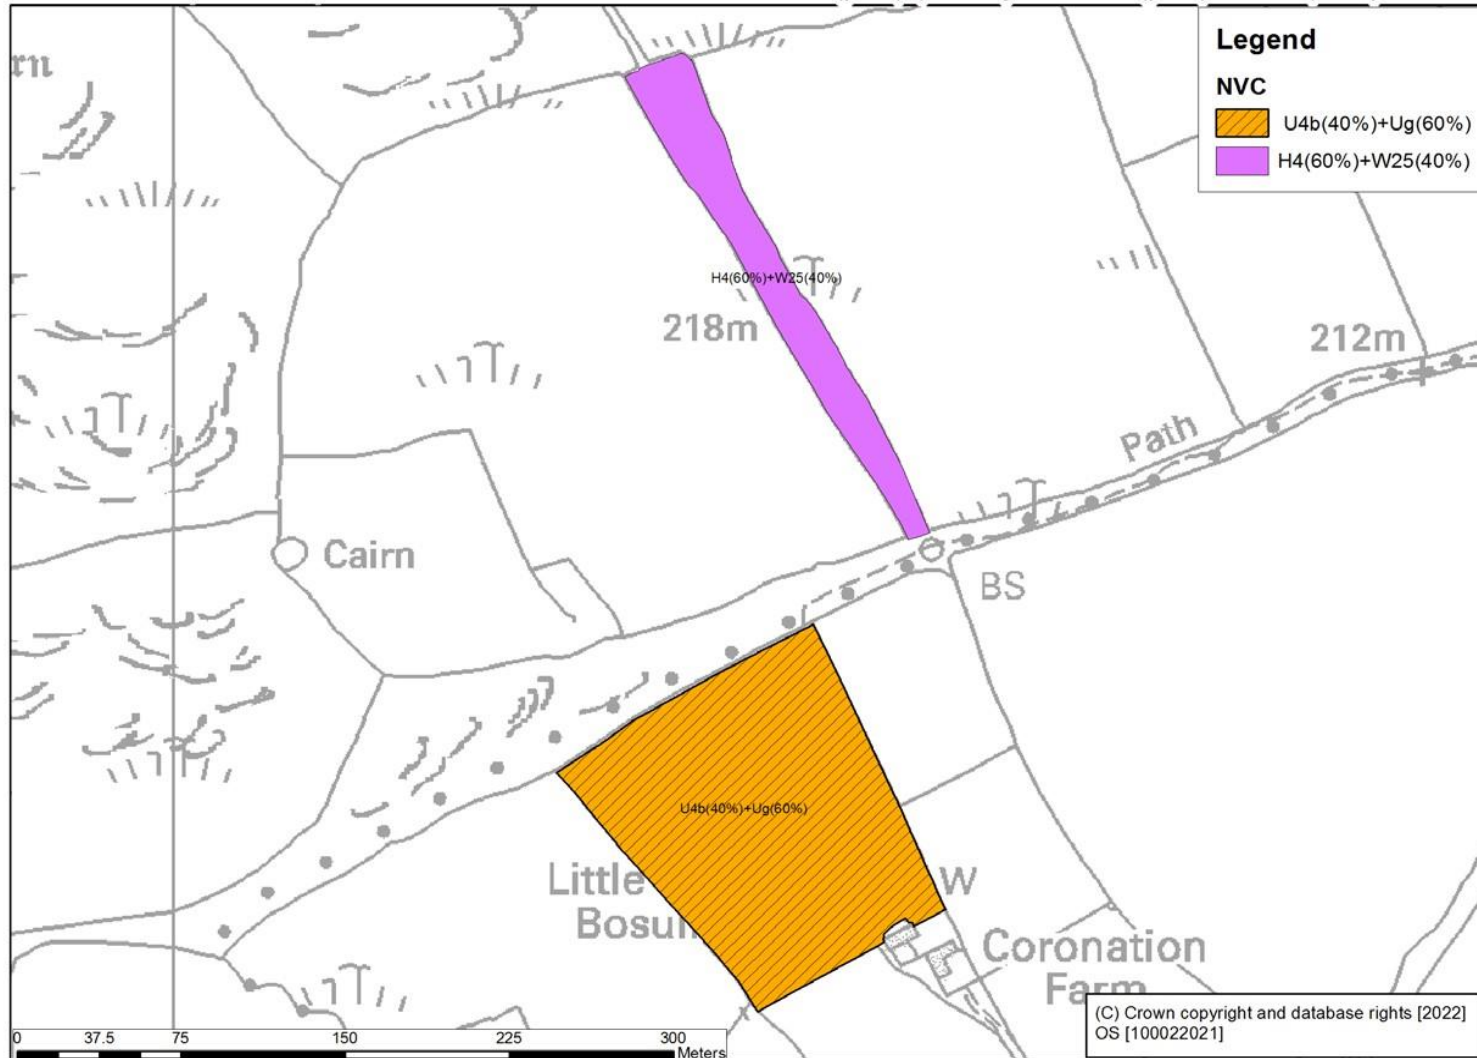 rn
Legend
NVC
U4b(40%)+Ug(60%)
H4(60%)+W25(40%)
H4(60%)+W25(40%)
218m
212m
Path
Cairn
BS
U4b(40%)+Ug(60%)
Little
W
Coronation
Farm
0 37.5 75 150 225 300
Meters
(C) Crown copyright and database rights [2022]
OS [100022021]